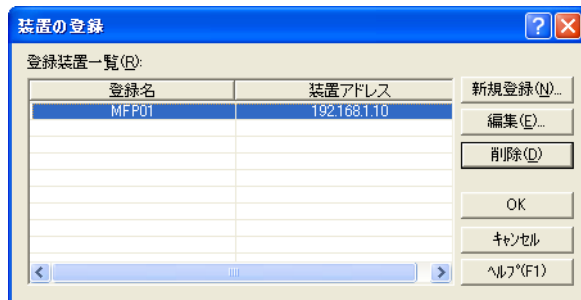 装置の登録
登録装置一覧(R):
登録名 装置アドレス
MFP01 192.168.1.10
新規登録(N)...
編集(E)...
削除(D)
OK
キャンセル
ヘルプ(F1)